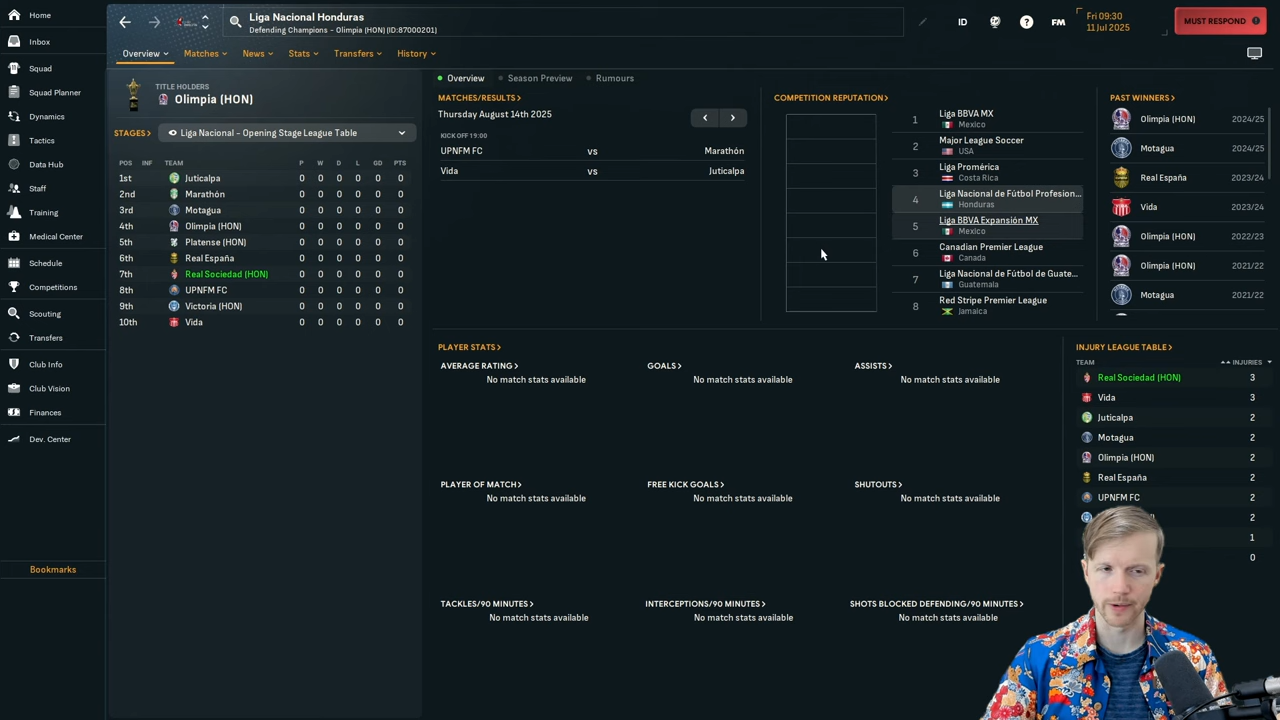 Home
Inbox
Squad
Squad Planner
Dynamics
Tactics
Data Hub
Staff
Training
Medical Center
Schedule
Competitions
Scouting
Transfers
Club Info
Club Vision
Finances
Dev. Center
Bookmarks
Liga Nacional Honduras
Defending Champions - Olimpia (HON) (ID:87000201)
ID
FM
Fri 09:30
11 Jul 2025
MUST RESPOND
Overview
Matches
News
Stats
Transfers
History
TITLE HOLDERS
Olimpia (HON)
STAGES
Liga Nacional - Opening Stage League Table
POS INF TEAM P W D L GD PTS
1st Juticalpa 0 0 0 0 0 0
2nd Marathón 0 0 0 0 0 0
3rd Motagua 0 0 0 0 0 0
4th Olimpia (HON) 0 0 0 0 0 0
5th Platense (HON) 0 0 0 0 0 0
6th Real España 0 0 0 0 0 0
7th Real Sociedad (HON) 0 0 0 0 0 0
8th UPNFM FC 0 0 0 0 0 0
9th Victoria (HON) 0 0 0 0 0 0
10th Vida 0 0 0 0 0 0
Overview
Season Preview
Rumours
MATCHES/RESULTS
Thursday August 14th 2025
KICK OFF 19:00
UPNFM FC vs Marathón
Vida vs Juticalpa
COMPETITION REPUTATION
1 Liga BBVA MX
Mexico
2 Major League Soccer
USA
3 Liga Promérica
Costa Rica
4 Liga Nacional de Fútbol Profesion...
Honduras
5 Liga BBVA Expansión MX
Mexico
6 Canadian Premier League
Canada
7 Liga Nacional de Fútbol de Guate...
Guatemala
8 Red Stripe Premier League
Jamaica
PAST WINNERS
Olimpia (HON) 2024/25
Motagua 2024/25
Real España 2023/24
Vida 2023/24
Olimpia (HON) 2022/23
Olimpia (HON) 2021/22
Motagua 2021/22
PLAYER STATS
AVERAGE RATING
No match stats available
GOALS
No match stats available
ASSISTS
No match stats available
PLAYER OF MATCH
No match stats available
FREE KICK GOALS
No match stats available
SHUTOUTS
No match stats available
TACKLES/90 MINUTES
No match stats available
INTERCEPTIONS/90 MINUTES
No match stats available
SHOTS BLOCKED DEFENDING/90 MINUTES
No match stats available
INJURY LEAGUE TABLE
TEAM INJURIES
Real Sociedad (HON) 3
Vida 3
Juticalpa 2
Motagua 2
Olimpia (HON) 2
Real España 2
UPNFM FC 2
2
1
0